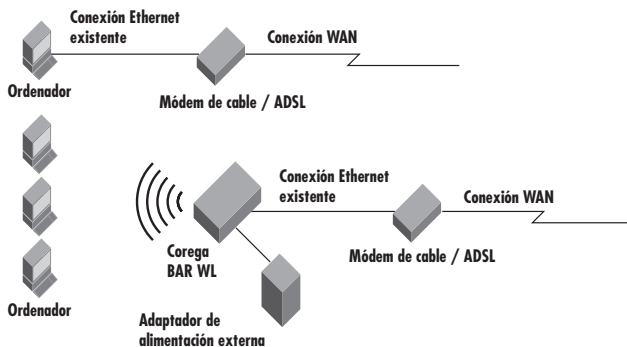 Conexión Ethernet
existente
Conexión WAN
Ordenador
Módem de cable / ADSL
Conexión Ethernet
existente
Conexión WAN
Corega
BAR WL
Módem de cable / ADSL
Ordenador
Adaptador de
alimentación externa